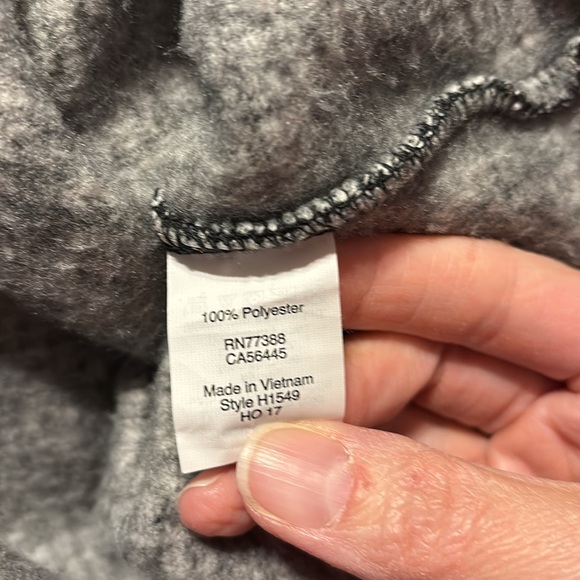 100% Polyester
RN77388
CA56445
Made in Vietnam
Style H1549
HO 17